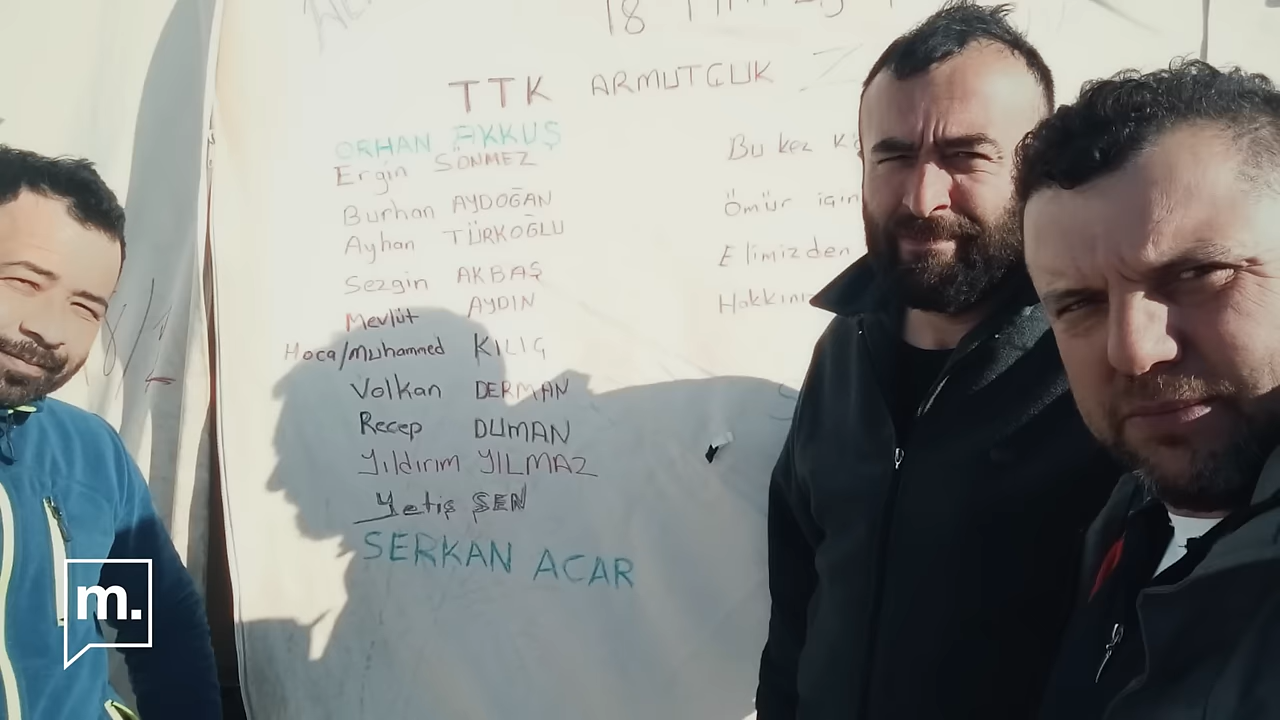 18
TTK ARMUTÇUK
ORHAN AKKUŞ
Ergin SÖNMEZ
Burhan AYDOĞAN
Ayhan TÜRKOĞLU
Sezgin AKBAŞ
Mevlüt AYDIN
Hoca/Muhammed KILIÇ
Volkan DERMAN
Recep DUMAN
Yıldırım YILMAZ
Yetiş ŞEN
SERKAN ACAR
Bu kez
Ömür için
Elimizden
m.